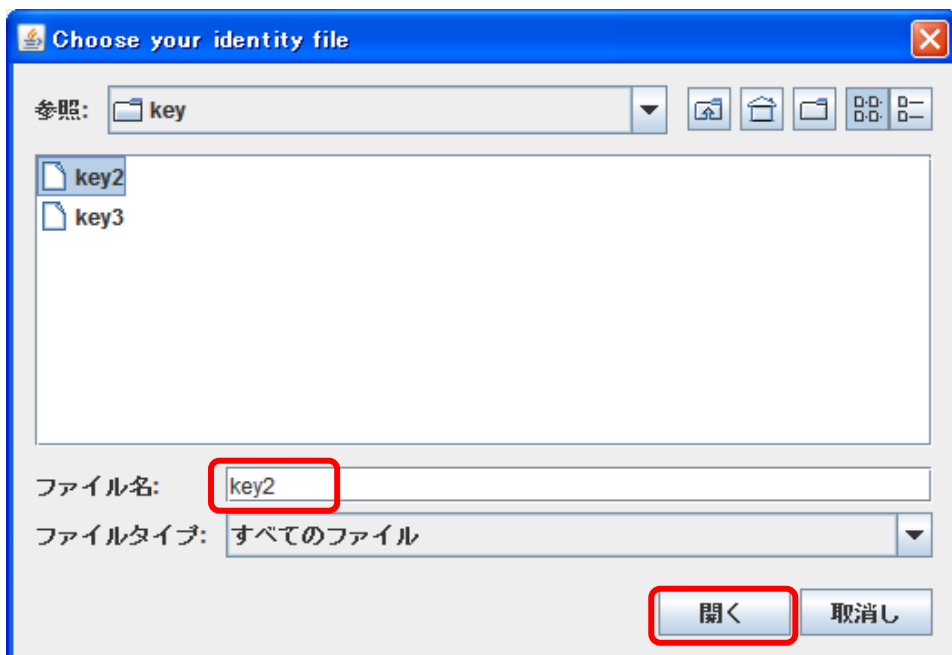 Choose your identity file
参照: key
key2
key3
ファイル名: key2
ファイルタイプ: すべてのファイル
開く 取消し